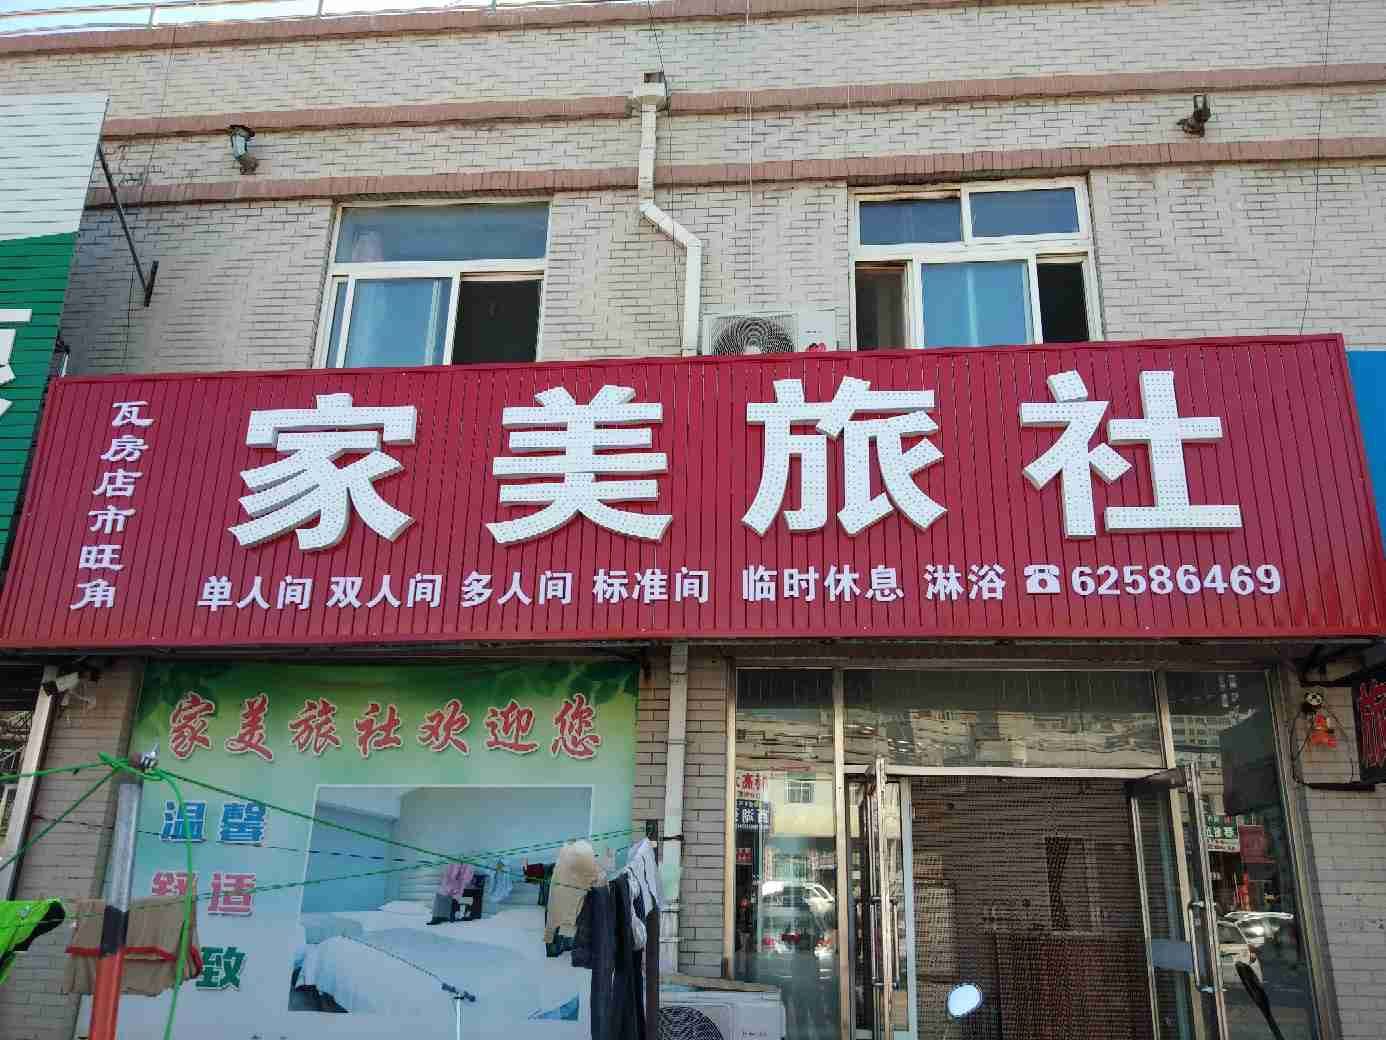 瓦房店市旺角
家美旅社
单人间 双人间 多人间 标准间 临时休息 淋浴 ☎62586469
家美旅社欢迎您
温馨
舒适
致
旅